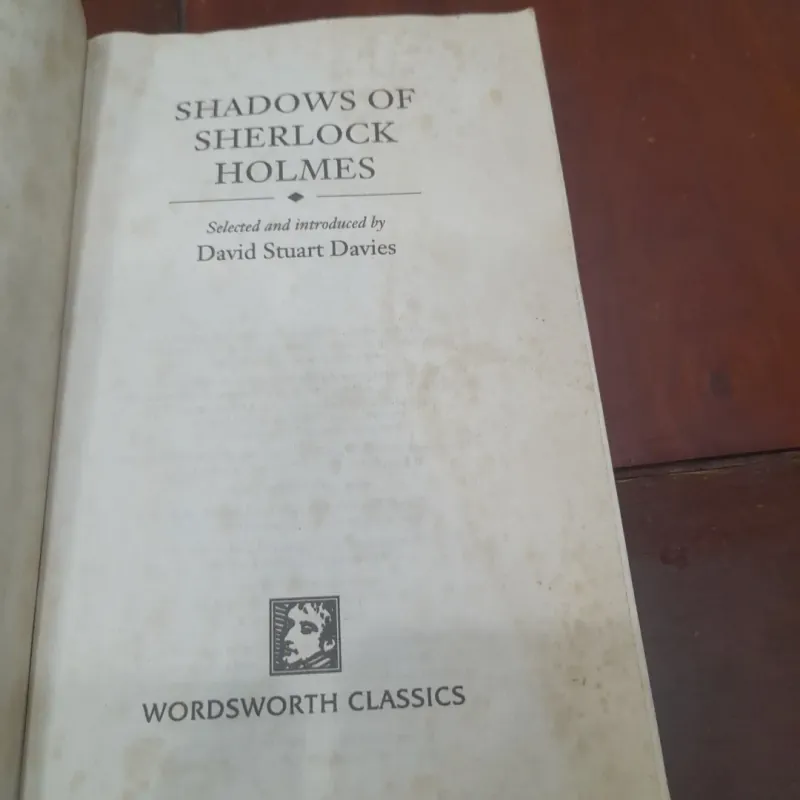 SHADOWS OF
SHERLOCK
HOLMES
Selected and introduced by
David Stuart Davies
WORDSWORTH CLASSICS